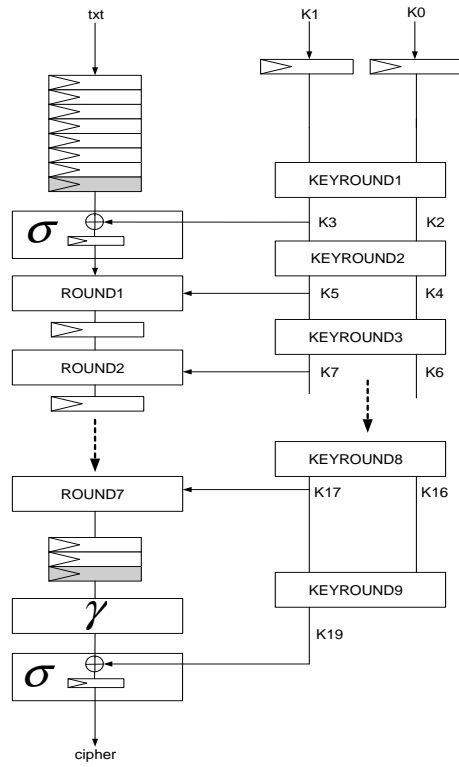 txt K1 K0
KEYROUND1
σ K3 K2
KEYROUND2
ROUND1 K5 K4
KEYROUND3
ROUND2 K7 K6
KEYROUND8
ROUND7 K17 K16
KEYROUND9
γ
K19
σ
cipher